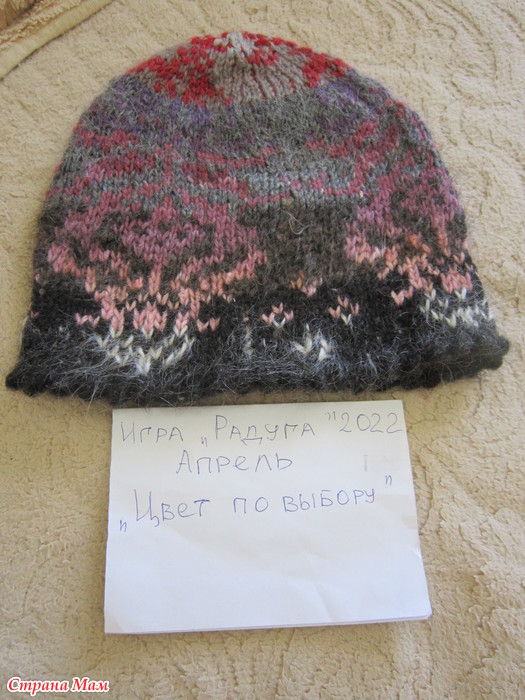 Игра „Радуга" 2022
Апрель
„Цвет по выбору"
Страна Мам